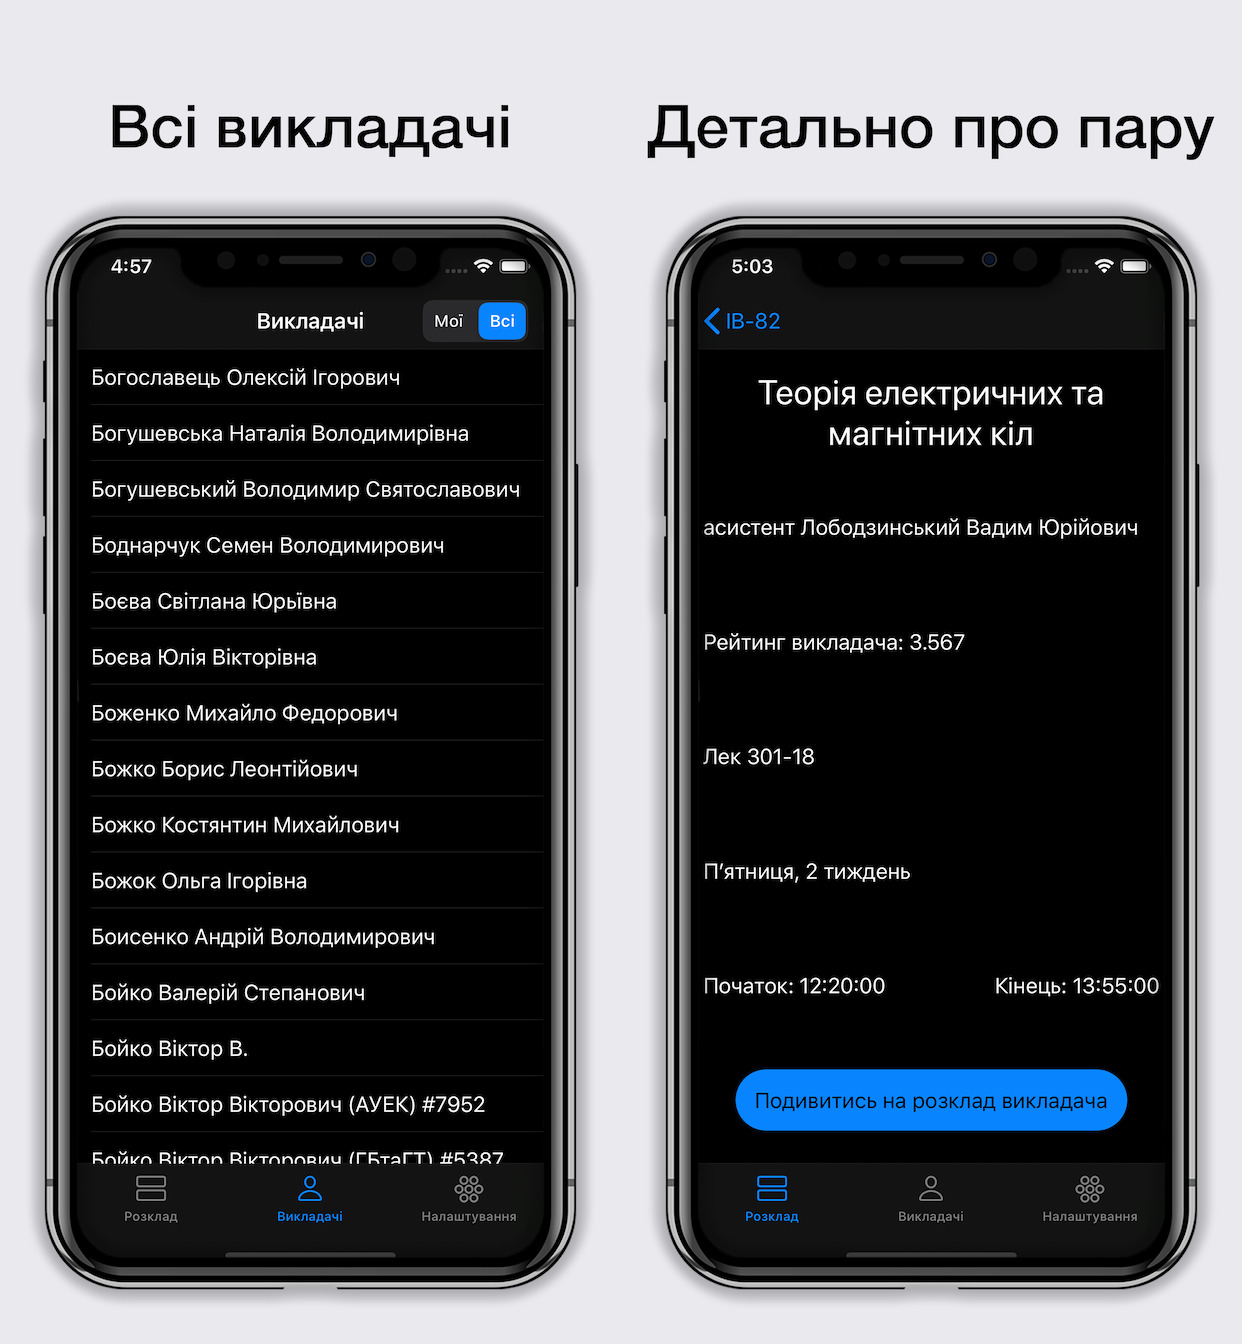 Всі викладачі
4:57
Викладачі
Мої
Всі
Богославець Олексій Ігорович
Богушевська Наталія Володимирівна
Богушевський Володимир Святославович
Боднарчук Семен Володимирович
Боєва Світлана Юрьївна
Боєва Юлія Вікторівна
Боженко Михайло Федорович
Божко Борис Леонтійович
Божко Костянтин Михайлович
Божок Ольга Ігорівна
Боисенко Андрій Володимирович
Бойко Валерій Степанович
Бойко Віктор В.
Бойко Віктор Вікторович (АУЕК) #7952
Бойко Віктор Вікторович (ГБтаГТ) #5387
Розклад
Викладачі
Налаштування
Детально про пару
5:03
ІВ-82
Теорія електричних та
магнітних кіл
асистент Лободзинський Вадим Юрійович
Рейтинг викладача: 3.567
Лек 301-18
П’ятниця, 2 тиждень
Початок: 12:20:00
Кінець: 13:55:00
Подивитись на розклад викладача
Розклад
Викладачі
Налаштування